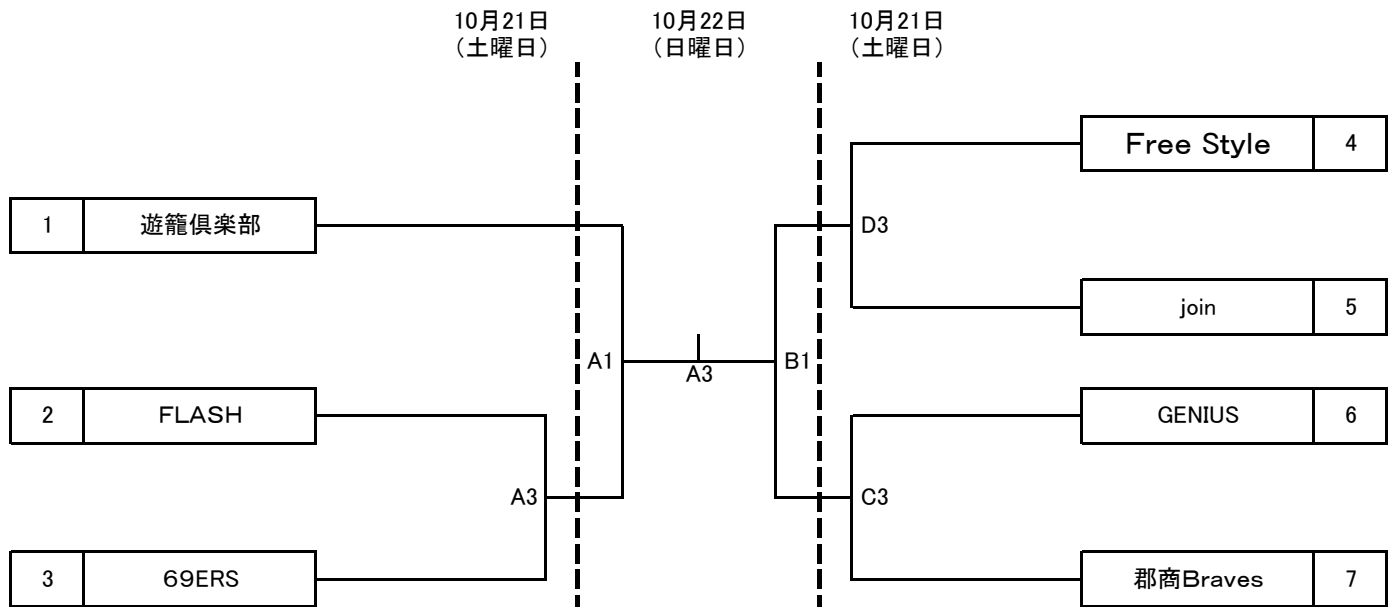 10月21日
（土曜日）
10月22日
（日曜日）
10月21日
（土曜日）
Free Style 4
1 遊籠倶楽部
D3
join 5
A1
A3
B1
2 FLASH
GENIUS 6
A3
C3
3 69ERS
郡商Braves 7